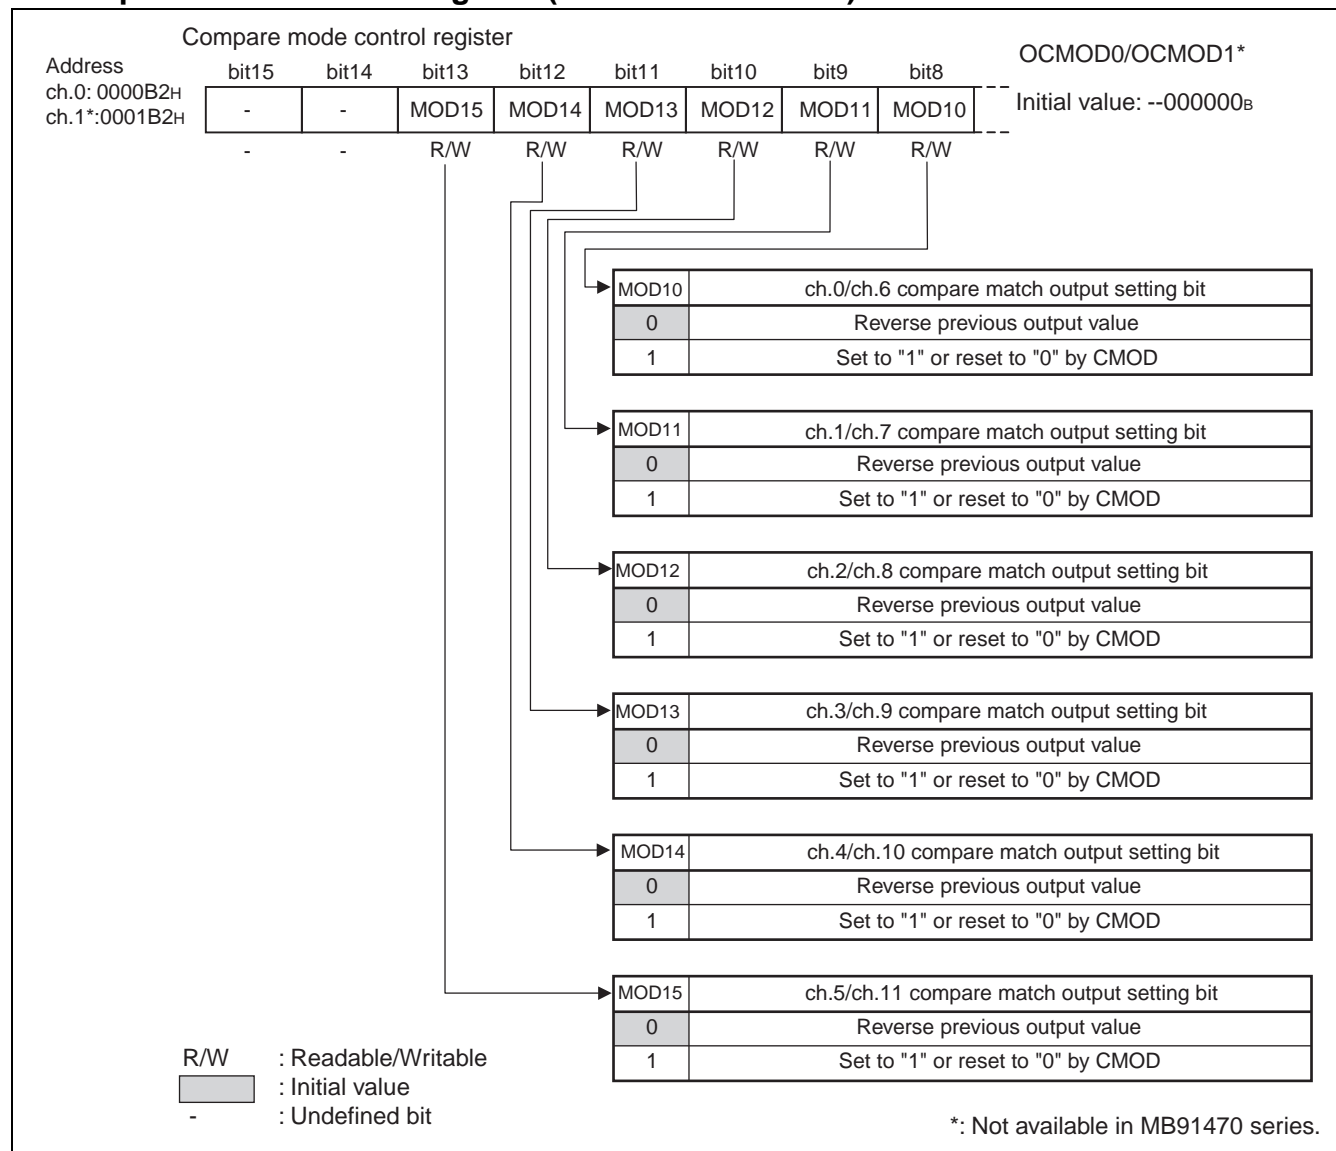 Compare mode control register
OCMOD0/OCMOD1*
Address
bit15 bit14 bit13 bit12 bit11 bit10 bit9 bit8
ch.0: 0000B2H
ch.1*:0001B2H
- - MOD15 MOD14 MOD13 MOD12 MOD11 MOD10
Initial value: --000000B
- - R/W R/W R/W R/W R/W R/W
MOD10 ch.0/ch.6 compare match output setting bit
0 Reverse previous output value
1 Set to "1" or reset to "0" by CMOD
MOD11 ch.1/ch.7 compare match output setting bit
0 Reverse previous output value
1 Set to "1" or reset to "0" by CMOD
MOD12 ch.2/ch.8 compare match output setting bit
0 Reverse previous output value
1 Set to "1" or reset to "0" by CMOD
MOD13 ch.3/ch.9 compare match output setting bit
0 Reverse previous output value
1 Set to "1" or reset to "0" by CMOD
MOD14 ch.4/ch.10 compare match output setting bit
0 Reverse previous output value
1 Set to "1" or reset to "0" by CMOD
MOD15 ch.5/ch.11 compare match output setting bit
0 Reverse previous output value
1 Set to "1" or reset to "0" by CMOD
R/W : Readable/Writable
: Initial value
- : Undefined bit
*: Not available in MB91470 series.